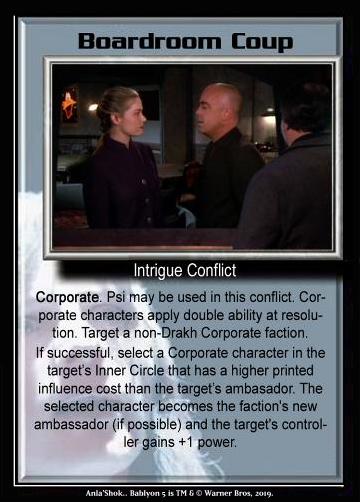 Boardroom Coup
Intrigue Conflict
Corporate. Psi may be used in this conflict. Cor-
porate characters apply double ability at resolu-
tion. Target a non-Drakh Corporate faction.
If successful, select a Corporate character in the
target's Inner Circle that has a higher printed
influence cost than the target's ambasador. The
selected character becomes the faction's new
ambassador (if possible) and the target's control-
ler gains +1 power.
Anla'Shok.. Bablyon 5 is TM & © Warner Bros, 2019.